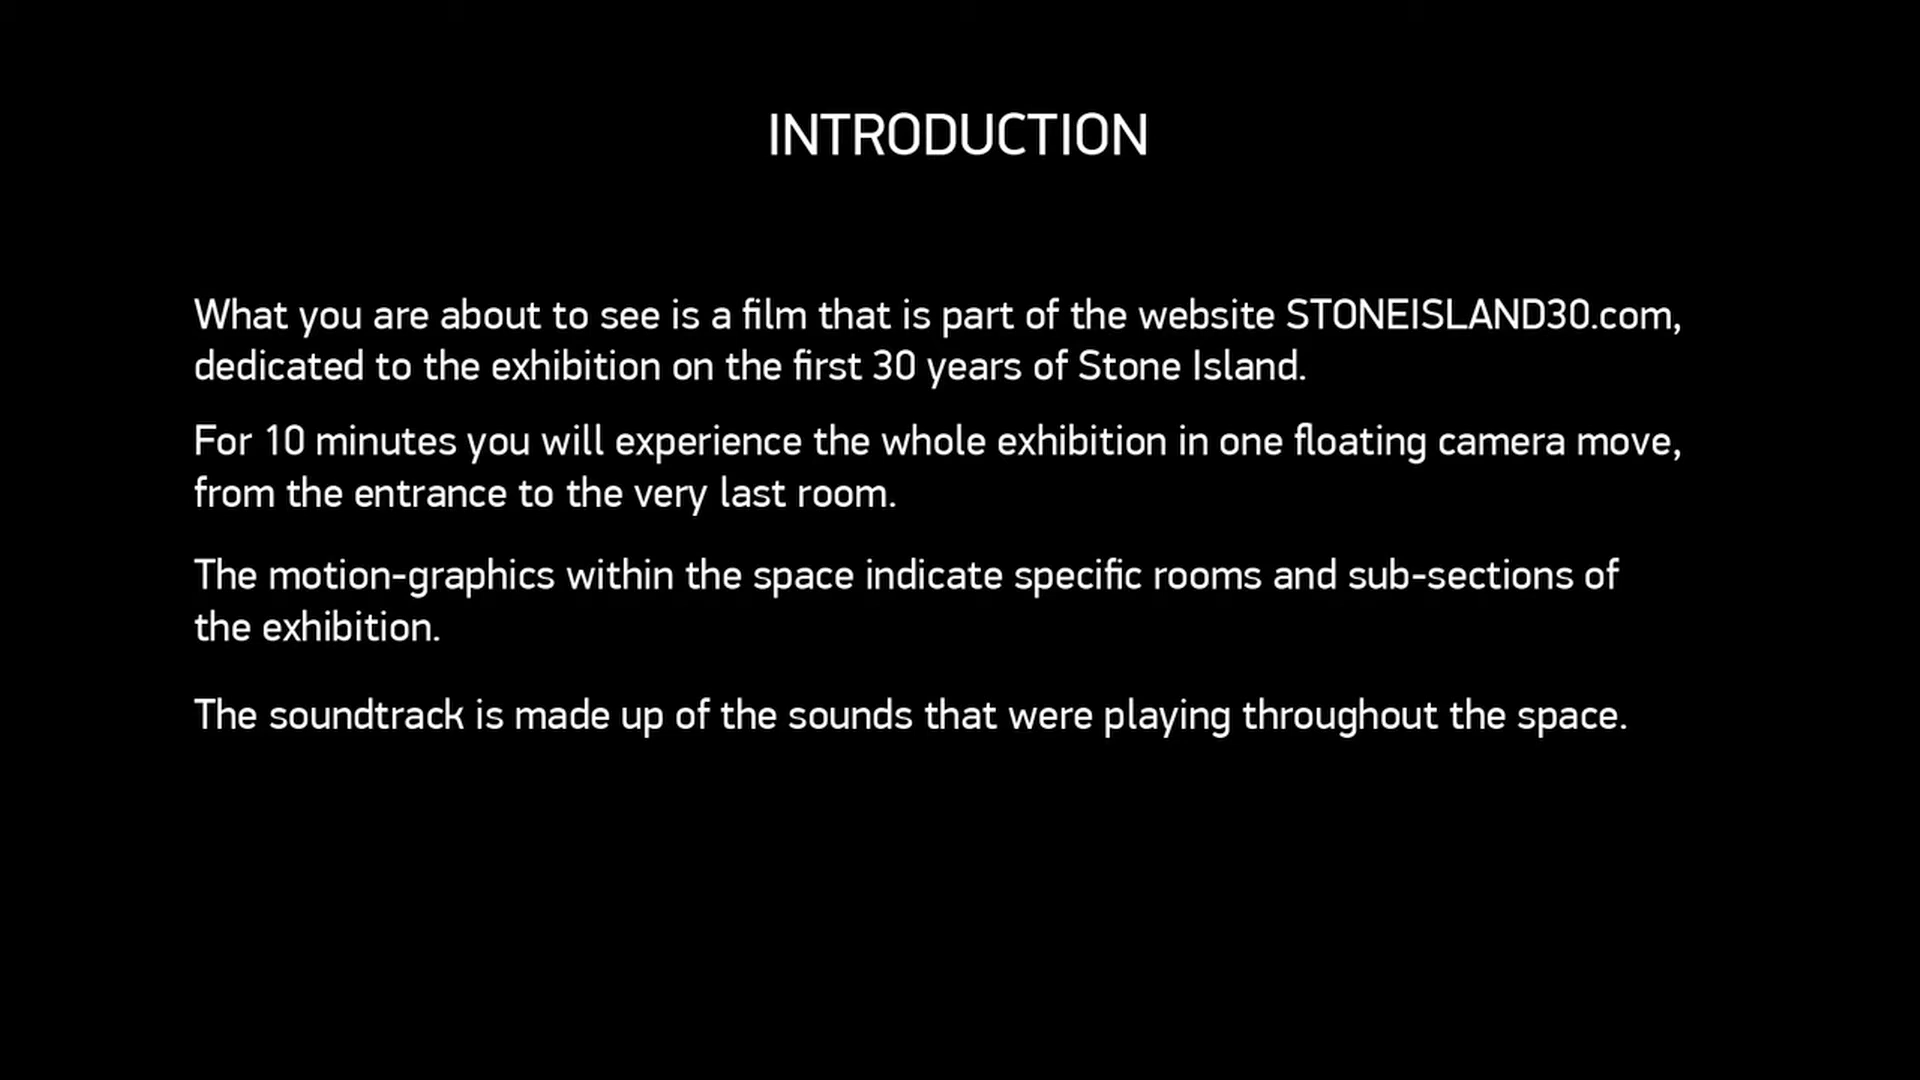 INTRODUCTION
What you are about to see is a film that is part of the website STONEISLAND30.com,
dedicated to the exhibition on the first 30 years of Stone Island.
For 10 minutes you will experience the whole exhibition in one floating camera move,
from the entrance to the very last room.
The motion-graphics within the space indicate specific rooms and sub-sections of
the exhibition.
The soundtrack is made up of the sounds that were playing throughout the space.